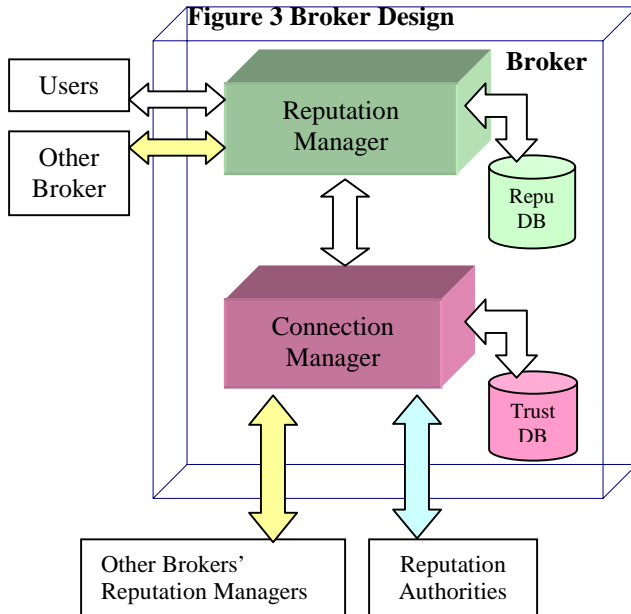 Figure 3 Broker Design
Broker
Users
Other
Broker
Reputation
Manager
Repu
DB
Connection
Manager
Trust
DB
Other Brokers’
Reputation Managers
Reputation
Authorities